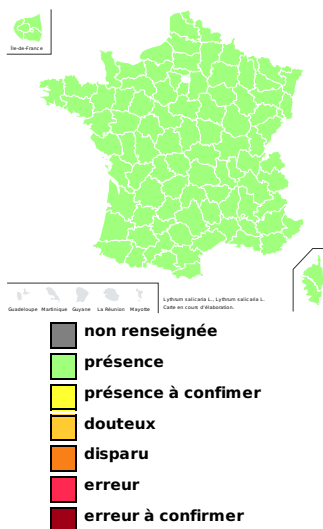 Île-de-France
Guadeloupe Martinique Guyane La Réunion Mayotte
Lythrum salicaria L., Lythrum salicaria L.
Carte en cours d'élaboration.
non renseignée
présence
présence à confimer
douteux
disparu
erreur
erreur à confirmer